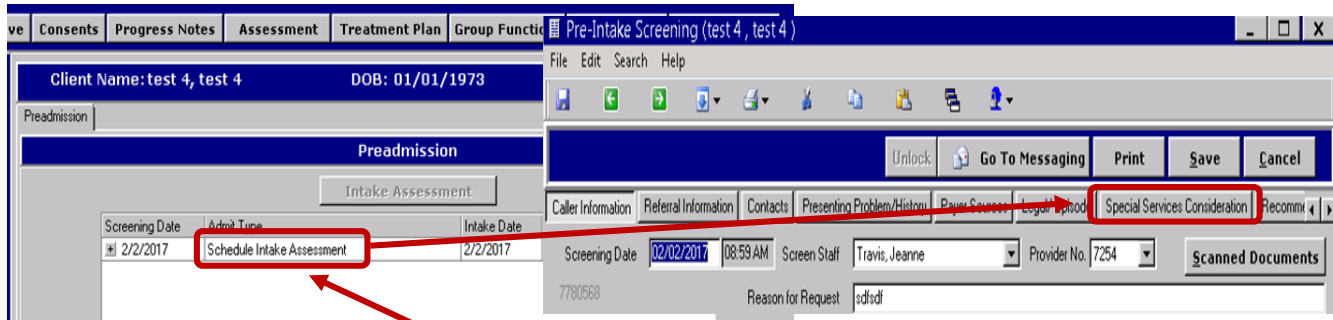 ve Consents Progress Notes Assessment Treatment Plan Group Functio
Client Name: test 4, test 4 DOB: 01/01/1973
Preadmission
Preadmission
Intake Assessment
Screening Date Admit Type Intake Date
2/2/2017 Schedule Intake Assessment 2/2/2017
Pre-Intake Screening (test 4 , test 4 )
File Edit Search Help
Unlock Go To Messaging Print Save Cancel
Caller Information Referral Information Contacts Presenting Problem/History Payer Sources Legal/ Episode Special Services Consideration Recomme
Screening Date 02/02/2017 08:59 AM Screen Staff Travis, Jeanne Provider No. 7254 Scanned Documents
7780568 Reason for Request sdfsdf